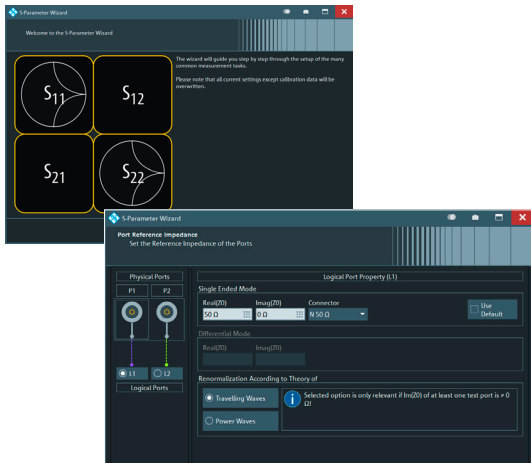 S-Parameter Wizard
Welcome to the S-Parameter Wizard
The wizard will guide you step by step through the setup of the many
common measurement tasks.
Please note that all current settings except calibration data will be
overwritten.
S11
S12
S21
S22
S-Parameter Wizard
Port Reference Impedance
Set the Reference Impedance of the Ports
Physical Ports
P1 P2
L1 L2
Logical Ports
Logical Port Property (L1)
Single Ended Mode
Real(Z0) Imag(Z0) Connector
50 Ω 0 Ω N 50 Ω
Use
Default
Differential Mode
Real(Z0) Imag(Z0)
Renormalization According to Theory of
Travelling Waves
Power Waves
Selected option is only relevant if Im(Z0) of at least one test port is ≠ 0
Ω!